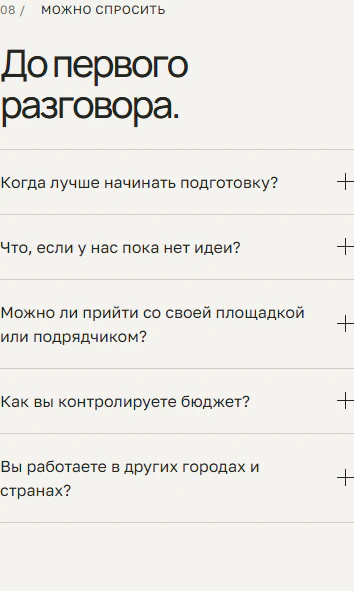 08 / МОЖНО СПРОСИТЬ
До первого
разговора.
Когда лучше начинать подготовку?
Что, если у нас пока нет идеи?
Можно ли прийти со своей площадкой
или подрядчиком?
Как вы контролируете бюджет?
Вы работаете в других городах и
странах?